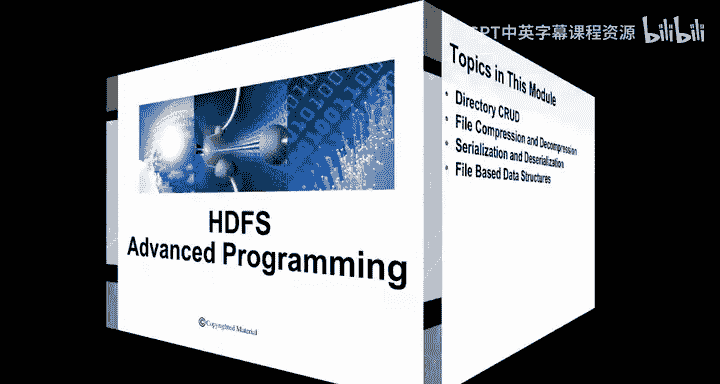 PT中英字幕课程资源 bilibili
HDFS
Advanced Programming
©Copyrighted Material
Topics in This Module
• Directory CRUD
• File Compression and Decompression
• Serialization and Deserialization
• File Based Data Structures